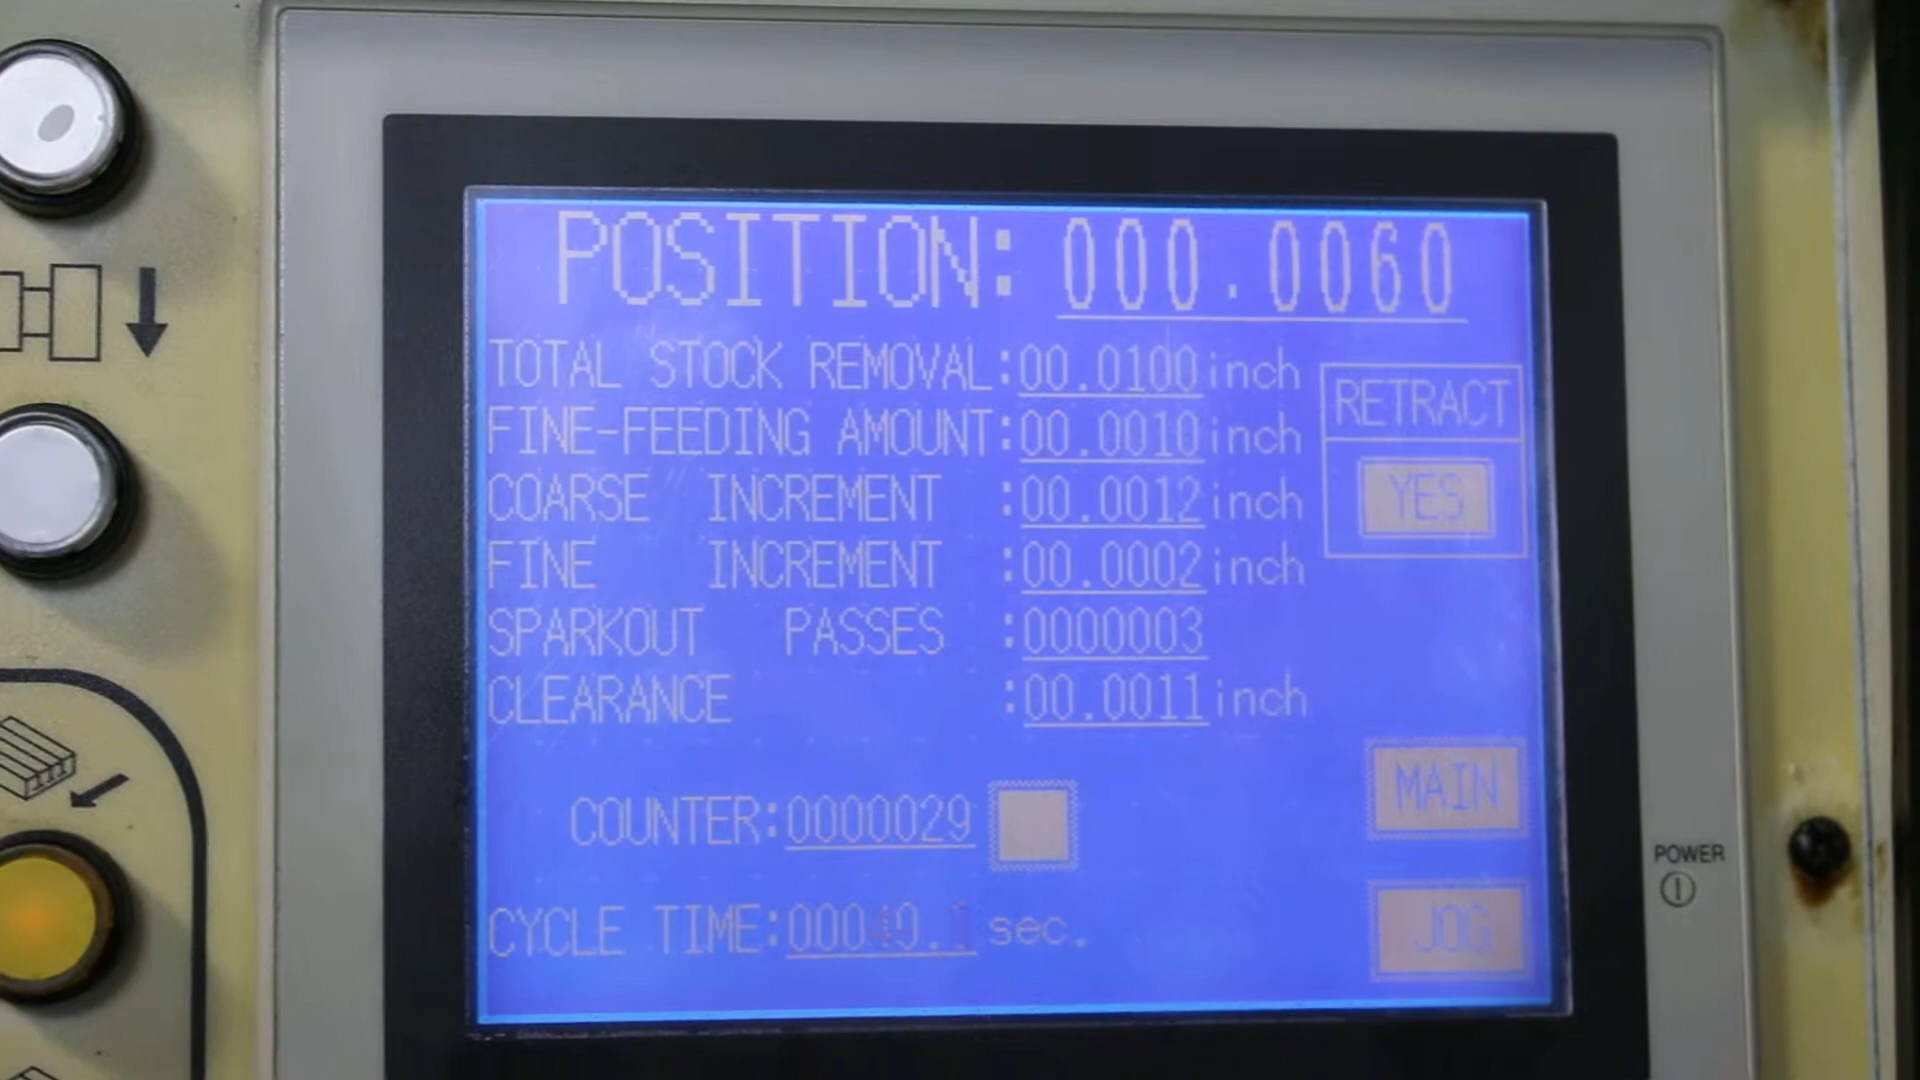 POSITION: 000.0060
TOTAL STOCK REMOVAL:00.0100inch
FINE-FEEDING AMOUNT:00.0010inch
COARSE INCREMENT :00.0012inch
FINE INCREMENT :00.0002inch
SPARKOUT PASSES :0000003
CLEARANCE :00.0011inch
RETRACT
YES
COUNTER:0000029
CYCLE TIME: sec.
MAIN
JOG
POWER